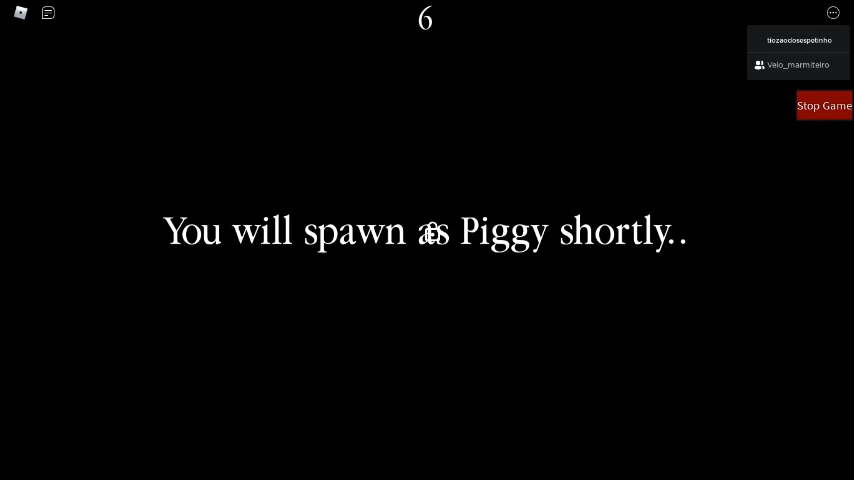 6
tiozaodosespetinho
Velo_marmiteiro
Stop Game
You will spawn as Piggy shortly..